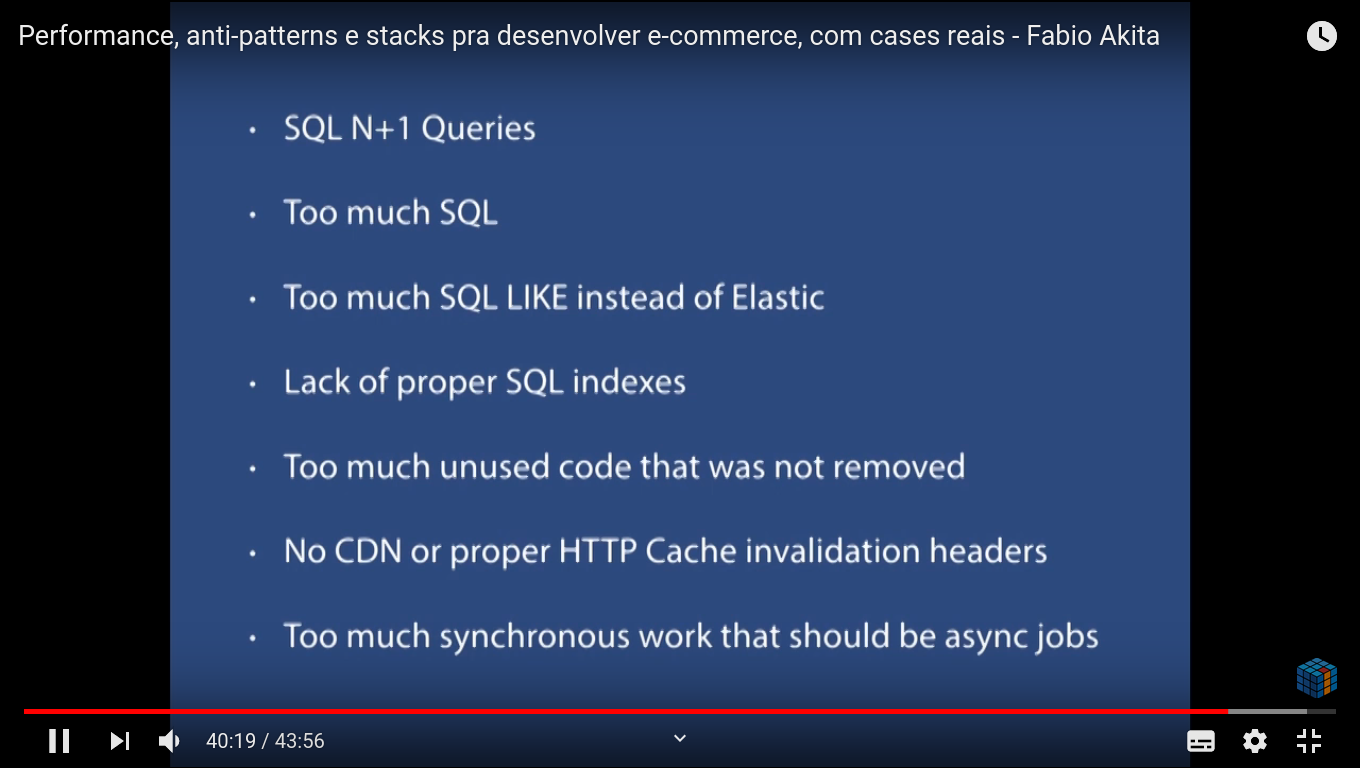 Performance, anti-patterns e stacks pra desenvolver e-commerce, com cases reais - Fabio Akita
• SQL N+1 Queries
• Too much SQL
• Too much SQL LIKE instead of Elastic
• Lack of proper SQL indexes
• Too much unused code that was not removed
• No CDN or proper HTTP Cache invalidation headers
• Too much synchronous work that should be async jobs
40:19 / 43:56